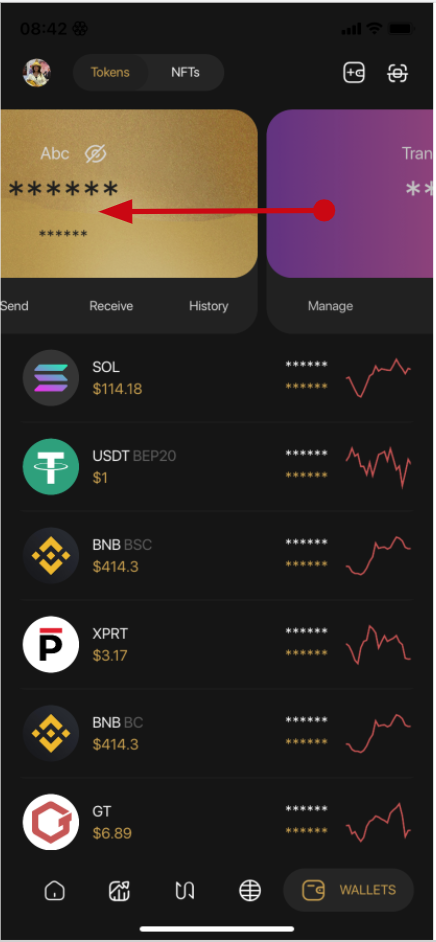 08:42
Tokens NFTs
Abc Tran
****** **
******
Send Receive History Manage
SOL ******
$114.18 ******
USDT BEP20 ******
$1 ******
BNB BSC ******
$414.3 ******
XPRT ******
$3.17 ******
BNB BC ******
$414.3 ******
GT ******
$6.89 ******
WALLETS